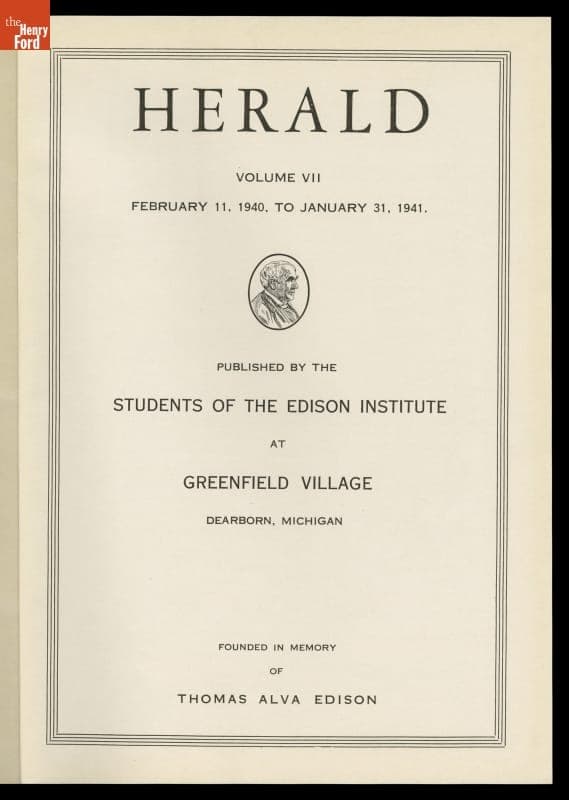 the
Henry
Ford
HERALD
VOLUME VII
FEBRUARY 11, 1940, TO JANUARY 31, 1941.
PUBLISHED BY THE
STUDENTS OF THE EDISON INSTITUTE
AT
GREENFIELD VILLAGE
DEARBORN, MICHIGAN
FOUNDED IN MEMORY
OF
THOMAS ALVA EDISON